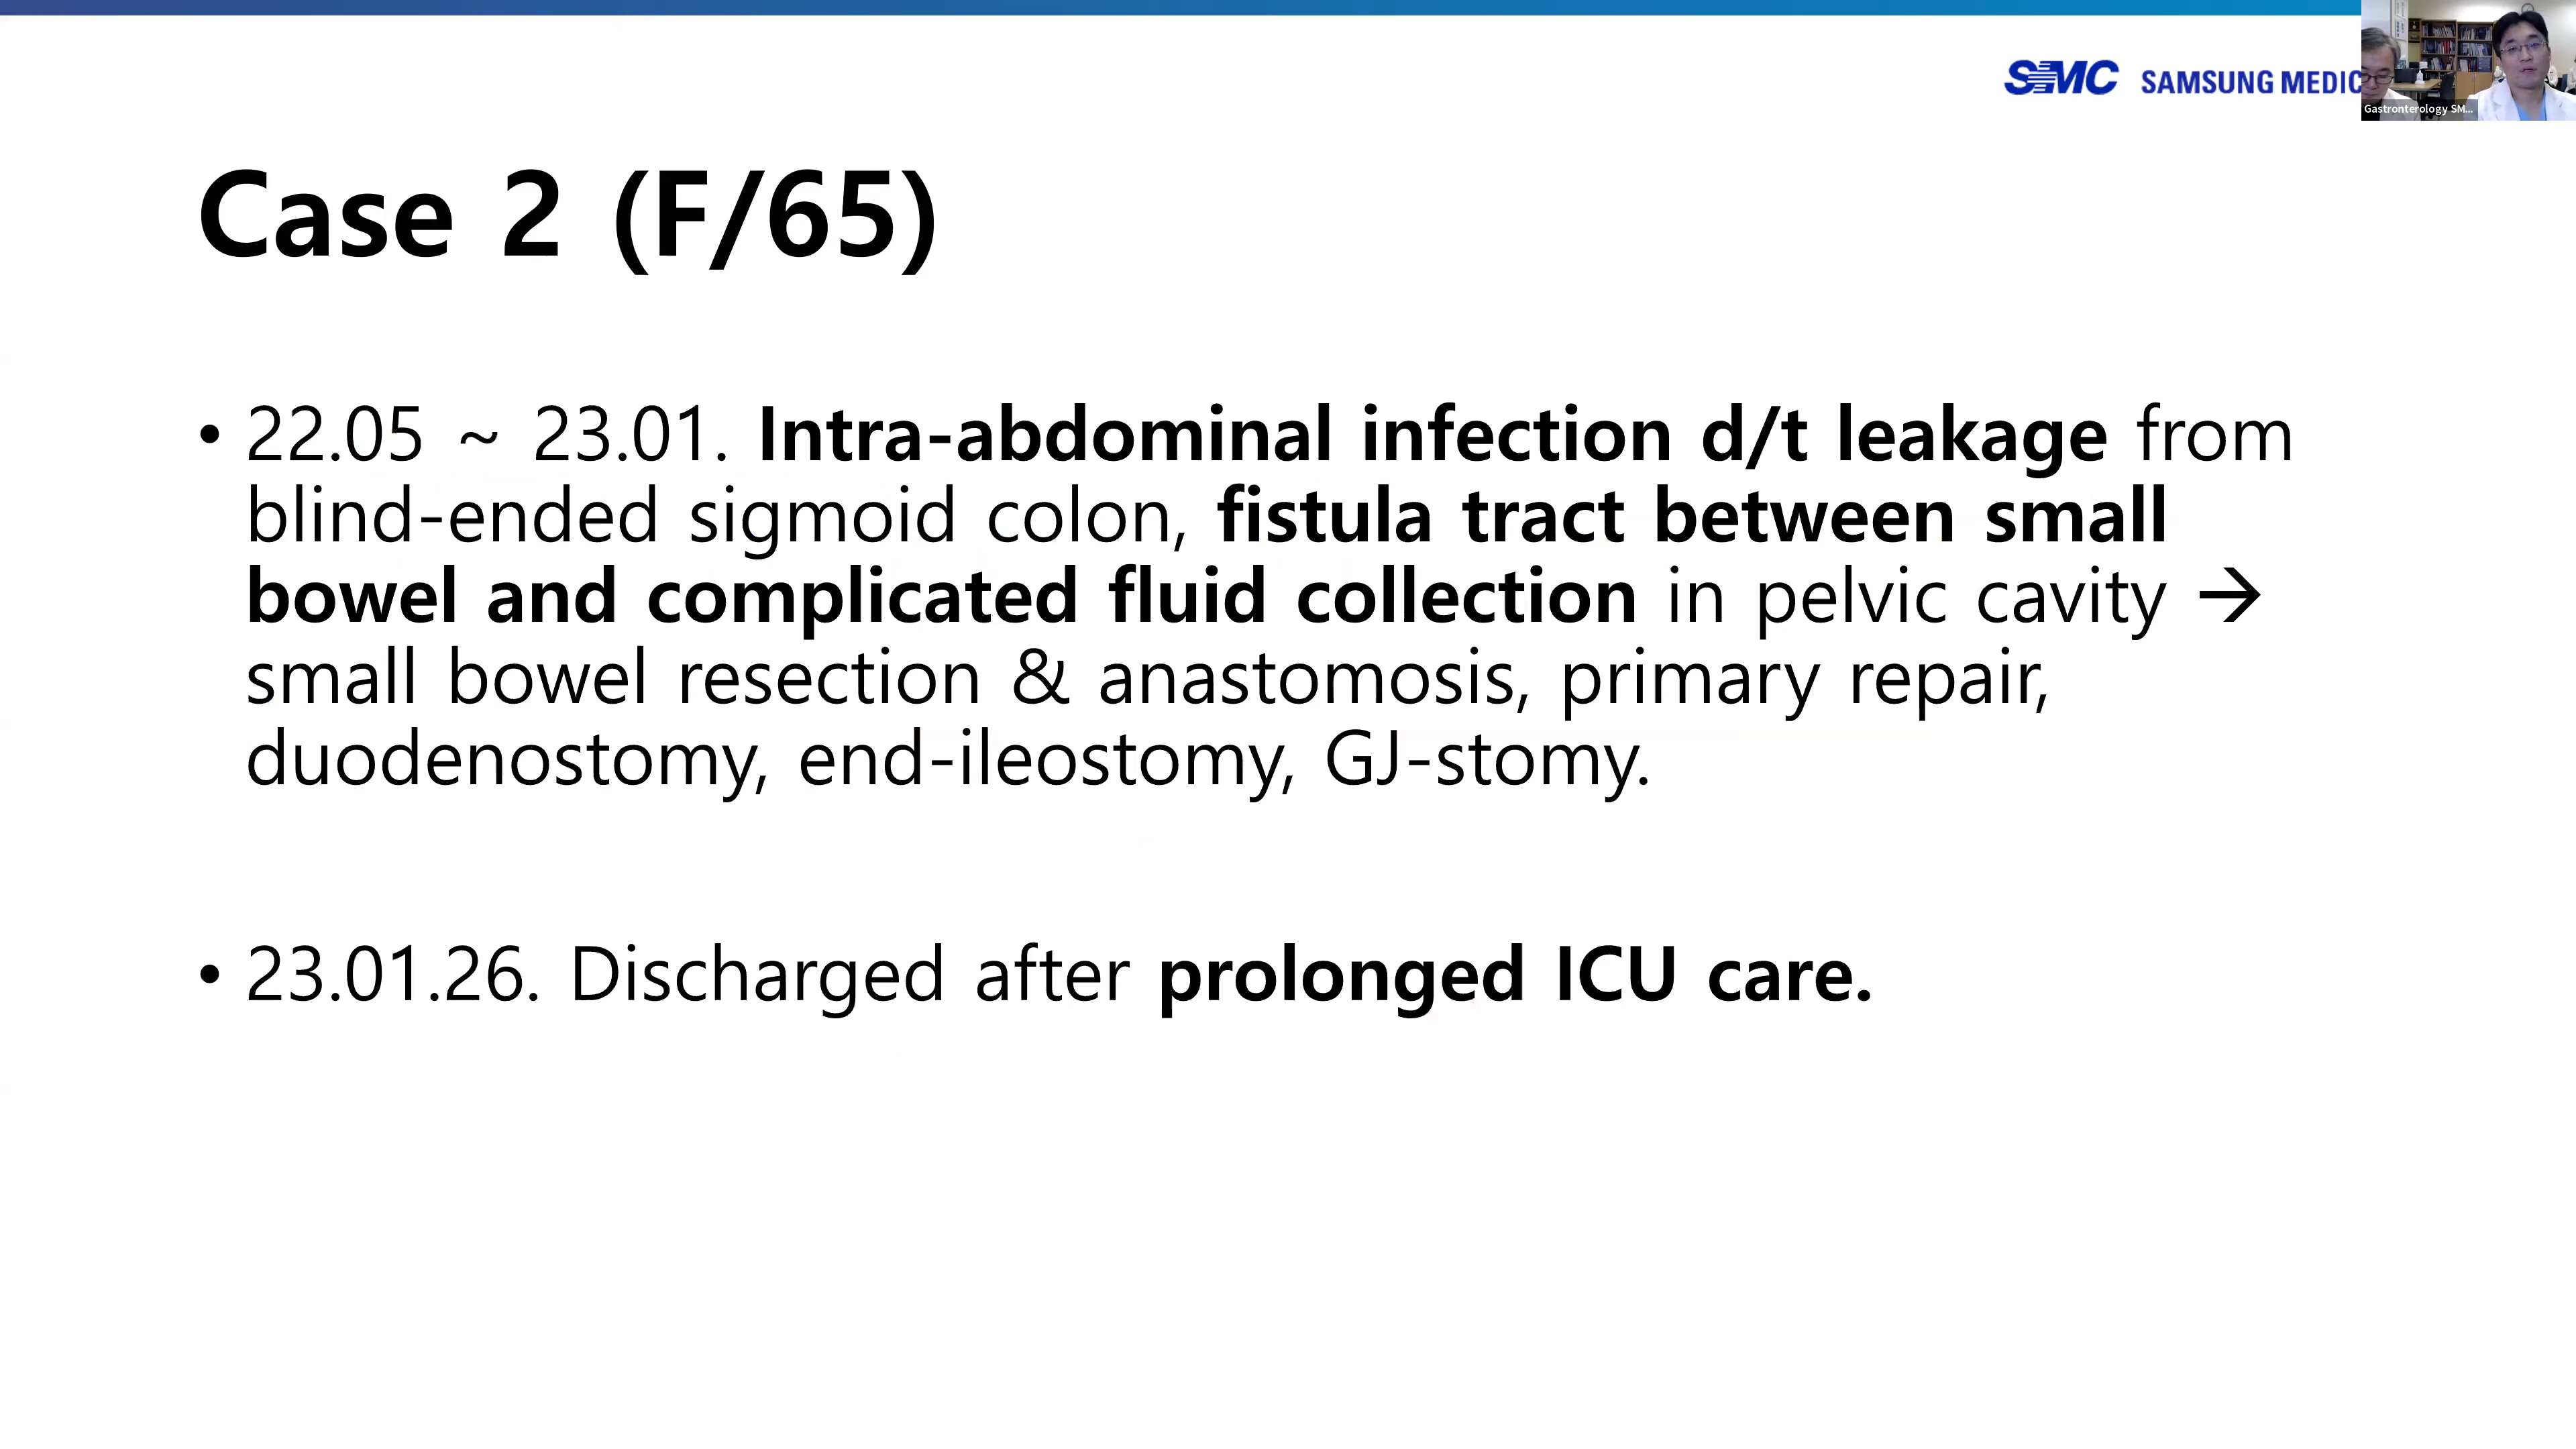 SMC SAMSUNG MEDIC
Gastronterology SM...
Case 2 (F/65)
• 22.05 ~ 23.01. Intra-abdominal infection d/t leakage from
blind-ended sigmoid colon, fistula tract between small
bowel and complicated fluid collection in pelvic cavity →
small bowel resection & anastomosis, primary repair,
duodenostomy, end-ileostomy, GJ-stomy.
• 23.01.26. Discharged after prolonged ICU care.